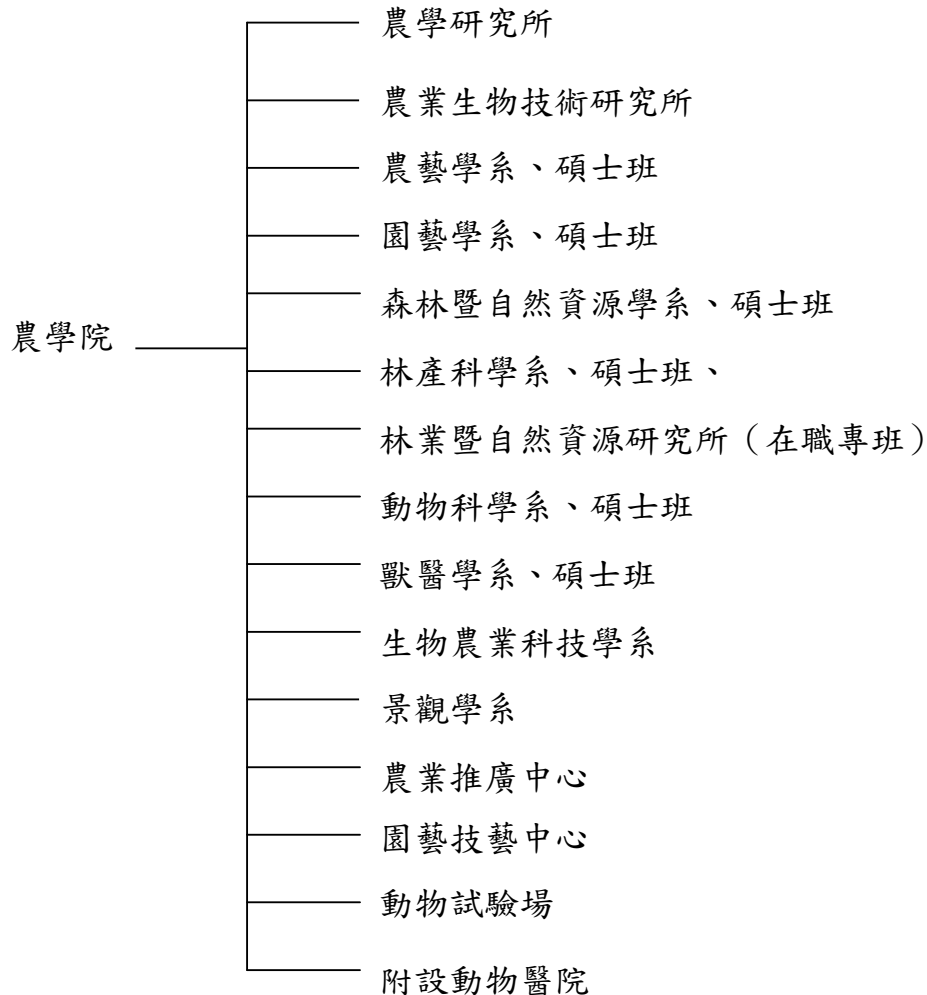 農學研究所
農業生物技術研究所
農藝學系、碩士班
園藝學系、碩士班
森林暨自然資源學系、碩士班
農學院
林產科學系、碩士班、
林業暨自然資源研究所（在職專班）
動物科學系、碩士班
獸醫學系、碩士班
生物農業科技學系
景觀學系
農業推廣中心
園藝技藝中心
動物試驗場
附設動物醫院